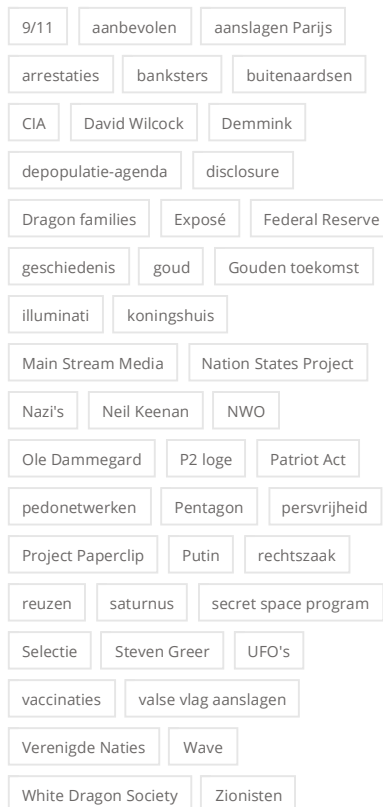 9/11 aanbevolen aanslagen Parijs
arrestaties banksters buitenaardsen
CIA David Wilcock Demmink
depopulatie-agenda disclosure
Dragon families Exposé Federal Reserve
geschiedenis goud Gouden toekomst
illuminati koningshuis
Main Stream Media Nation States Project
Nazi's Neil Keenan NWO
Ole Dammegard P2 loge Patriot Act
pedonetwerken Pentagon persvrijheid
Project Paperclip Putin rechtszaak
reuzen saturnus secret space program
Selectie Steven Greer UFO's
vaccinaties valse vlag aanslagen
Verenigde Naties Wave
White Dragon Society Zionisten